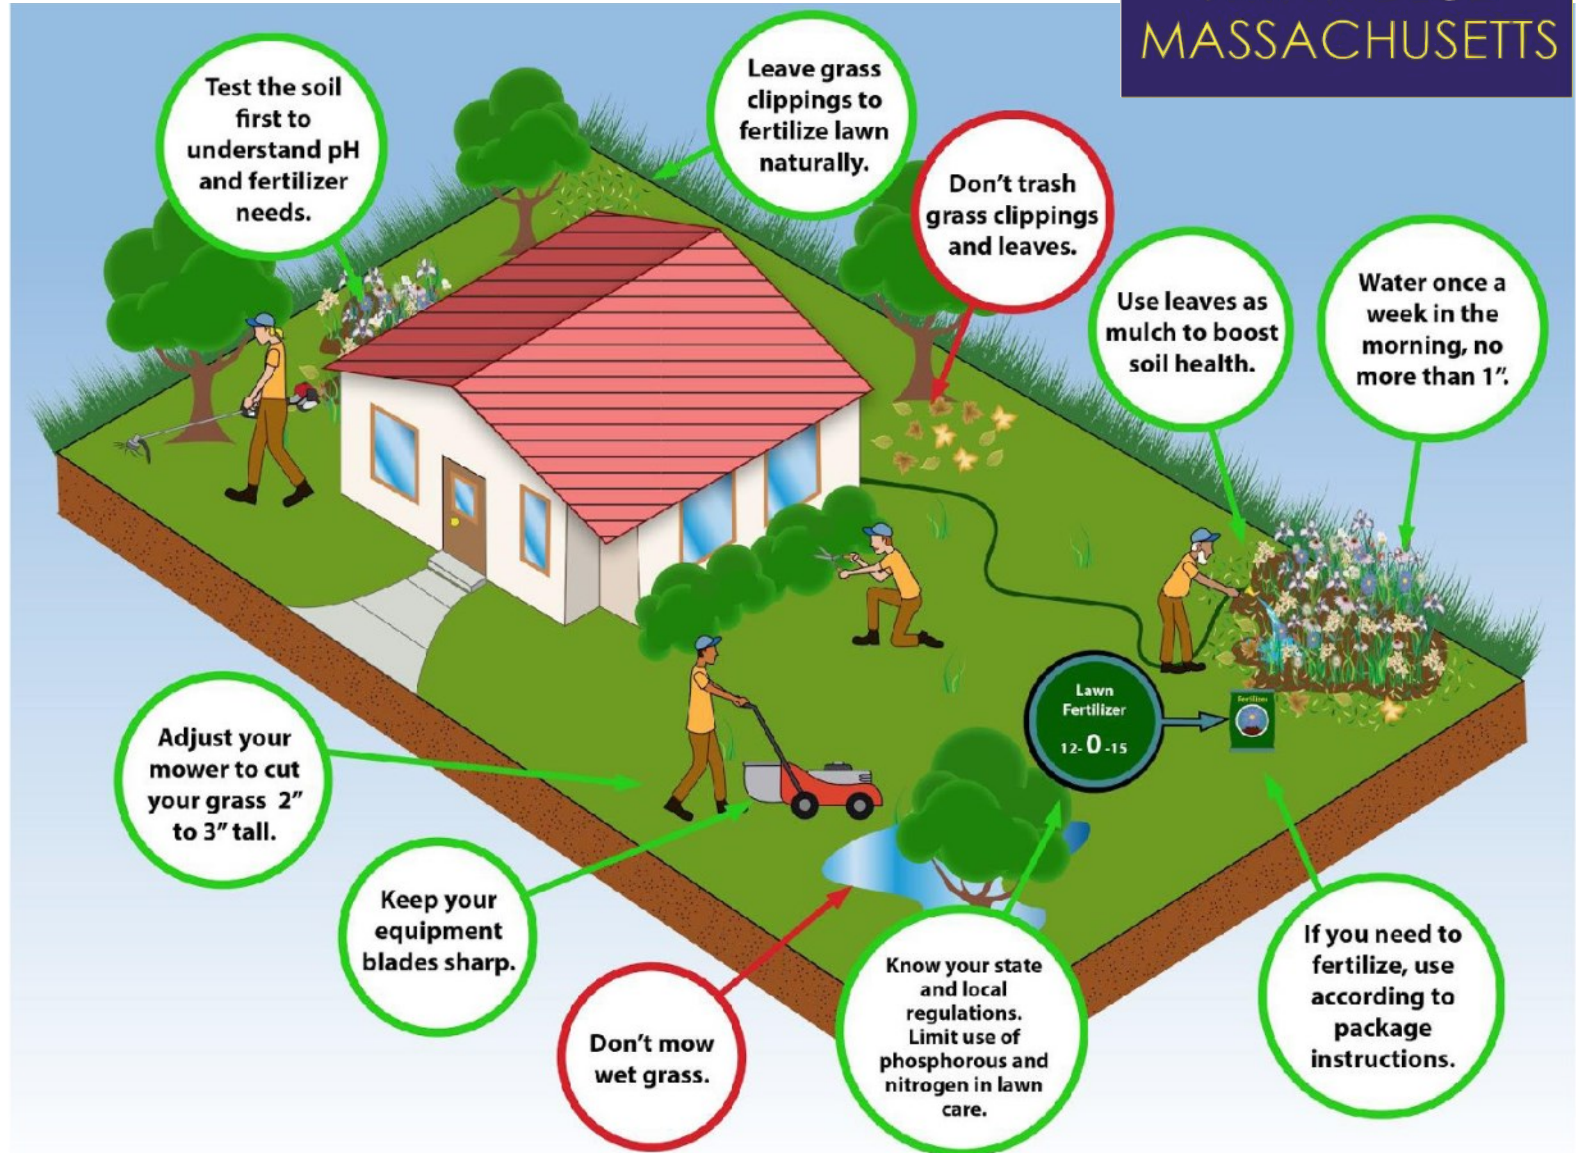 MASSACHUSETTS
Test the soil
first to
understand pH
and fertilizer
needs.
Leave grass
clippings to
fertilize lawn
naturally.
Don't trash
grass clippings
and leaves.
Use leaves as
mulch to boost
soil health.
Water once a
week in the
morning, no
more than 1".
Lawn
Fertilizer
12- 0 -15
Fertilizer
Adjust your
mower to cut
your grass 2"
to 3" tall.
Keep your
equipment
blades sharp.
Don't mow
wet grass.
Know your state
and local
regulations.
Limit use of
phosphorous and
nitrogen in lawn
care.
If you need to
fertilize, use
according to
package
instructions.